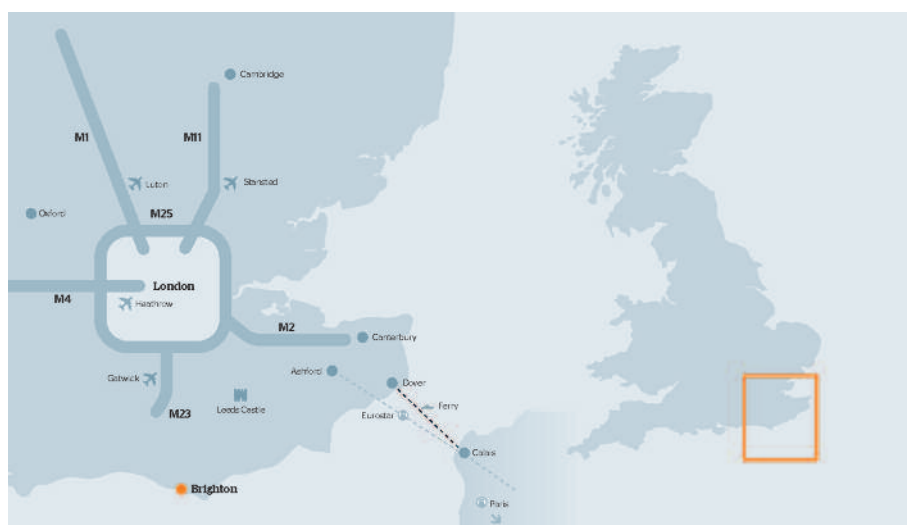 Cambridge
M1
M11
Luton
Stansted
Oxford
M25
London
M4
Heathrow
M2
Canterbury
Gatwick
Ashford
Dover
Leeds Castle
Ferry
M23
Eurostar
Calais
Brighton
Paris